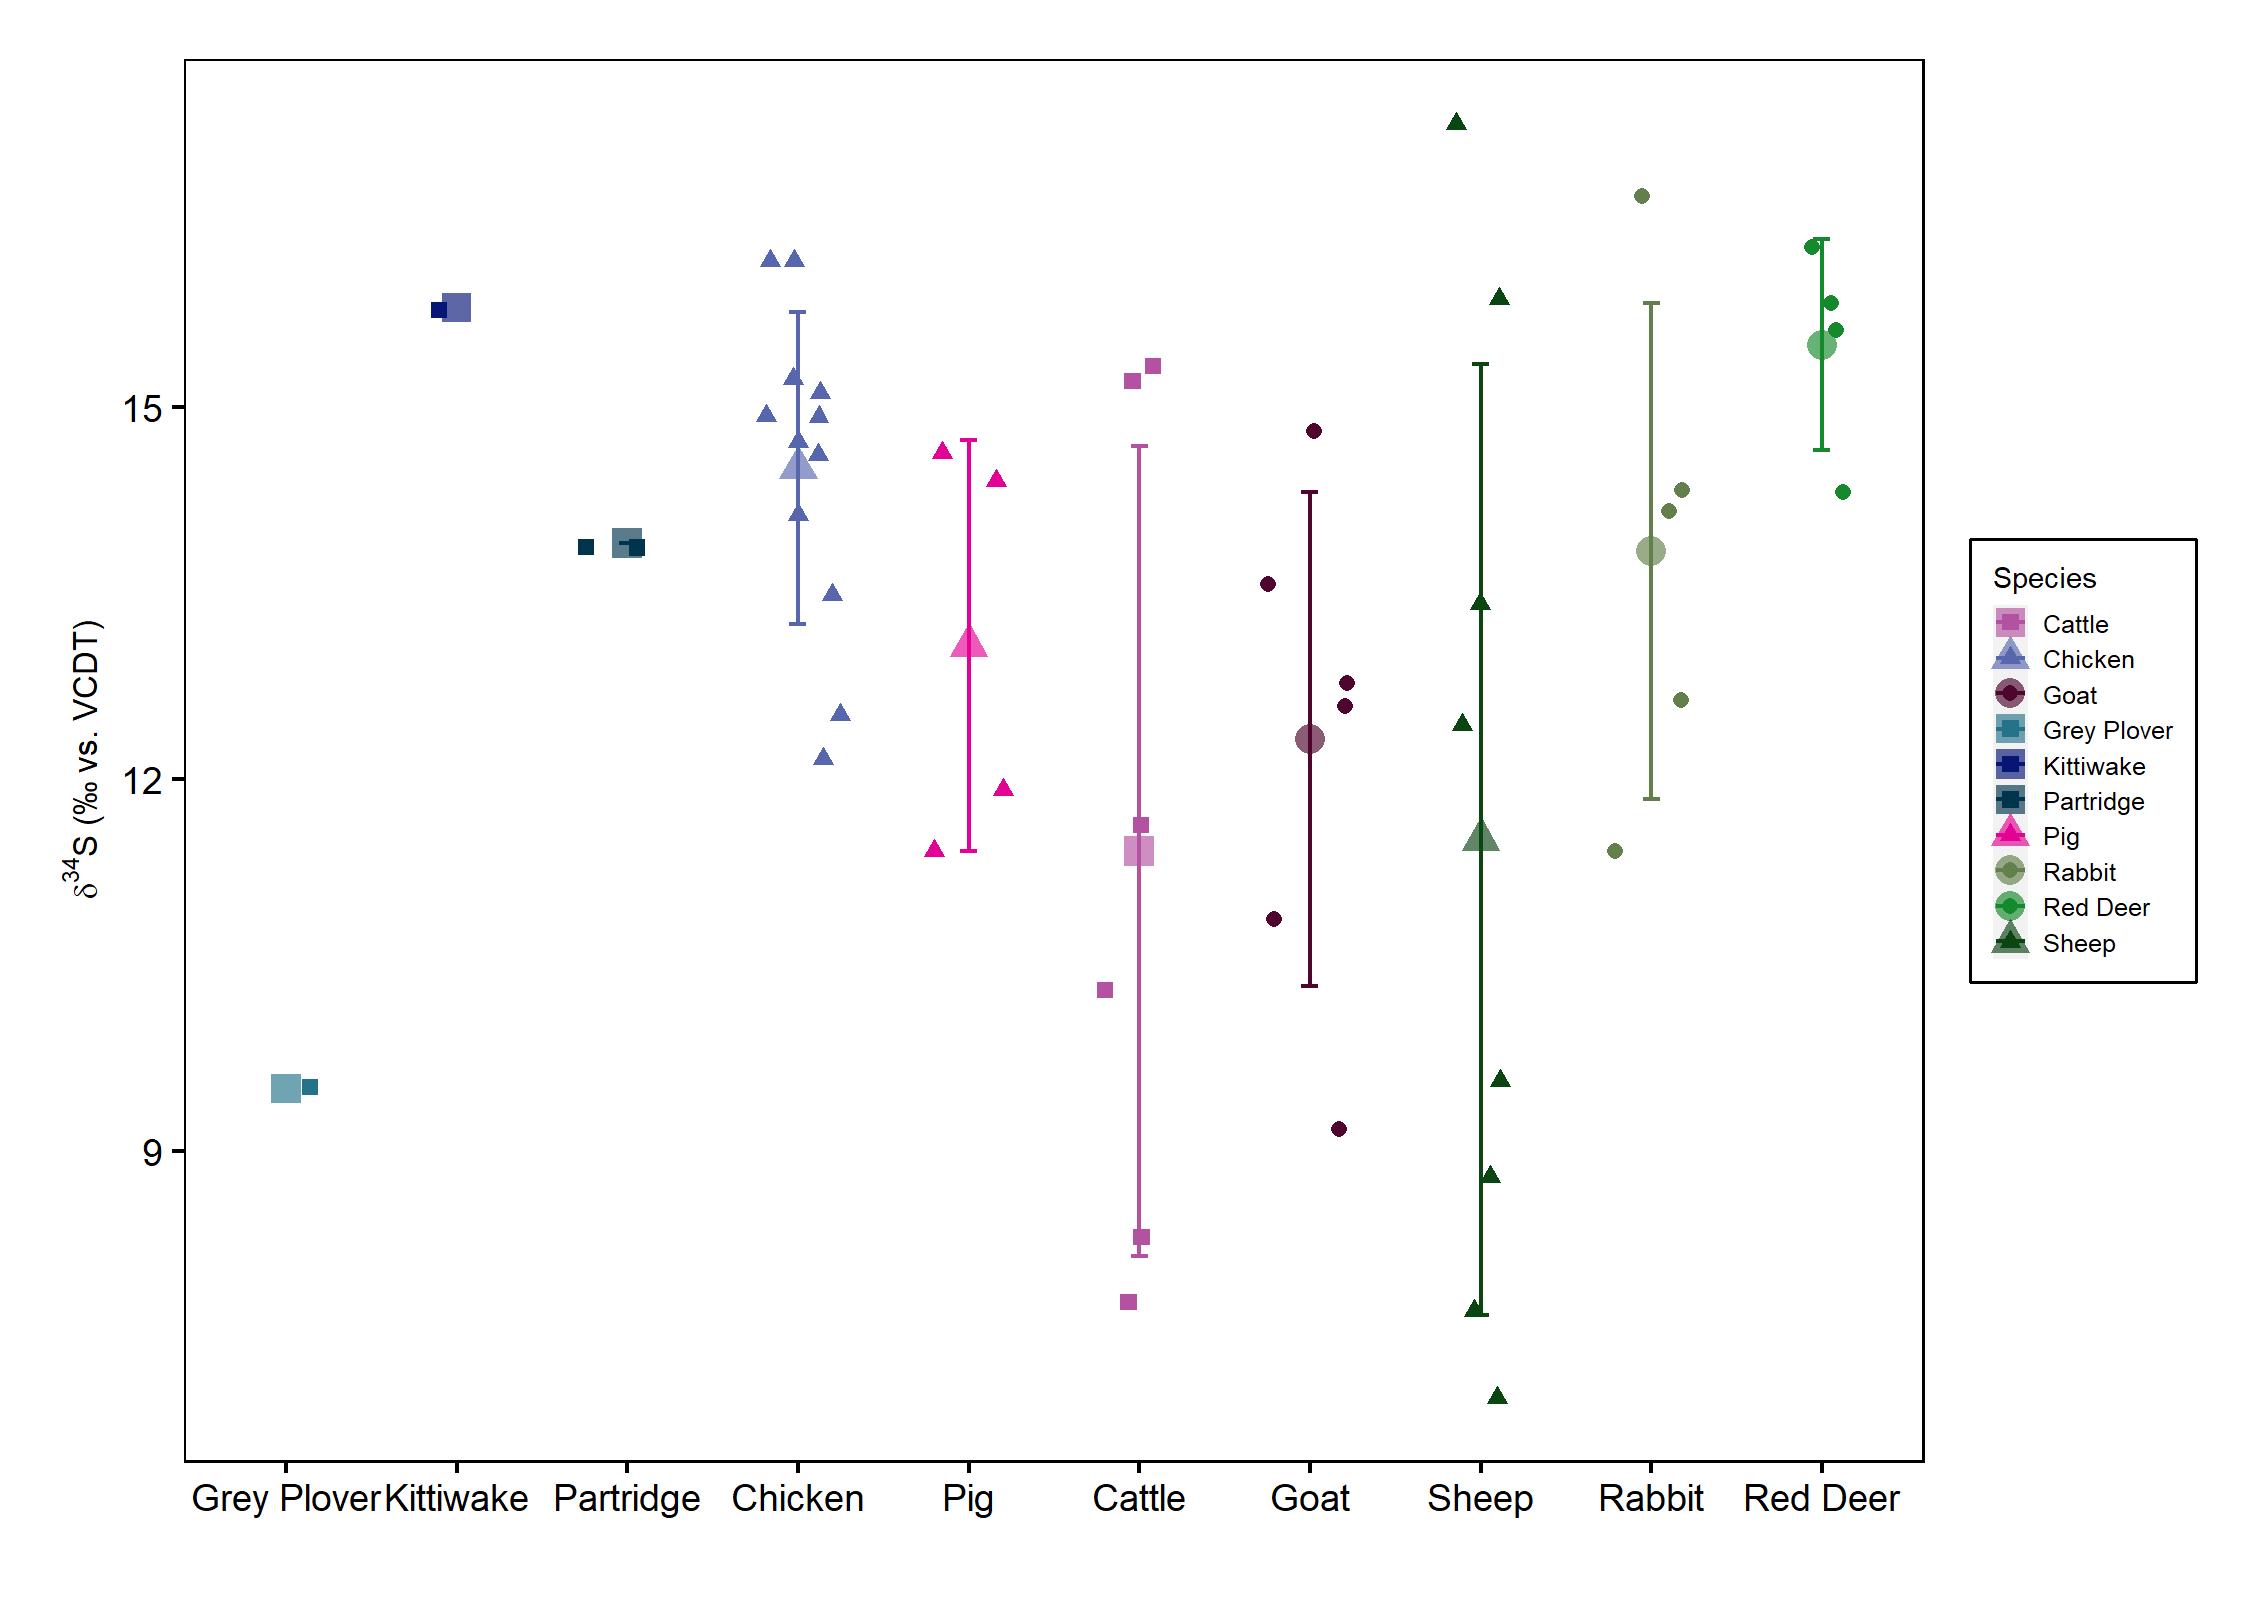 δ³⁴S (‰ vs. VCDT)
15
12
9
Grey Plover Kittiwake Partridge Chicken Pig Cattle Goat Sheep Rabbit Red Deer
Species
Cattle
Chicken
Goat
Grey Plover
Kittiwake
Partridge
Pig
Rabbit
Red Deer
Sheep